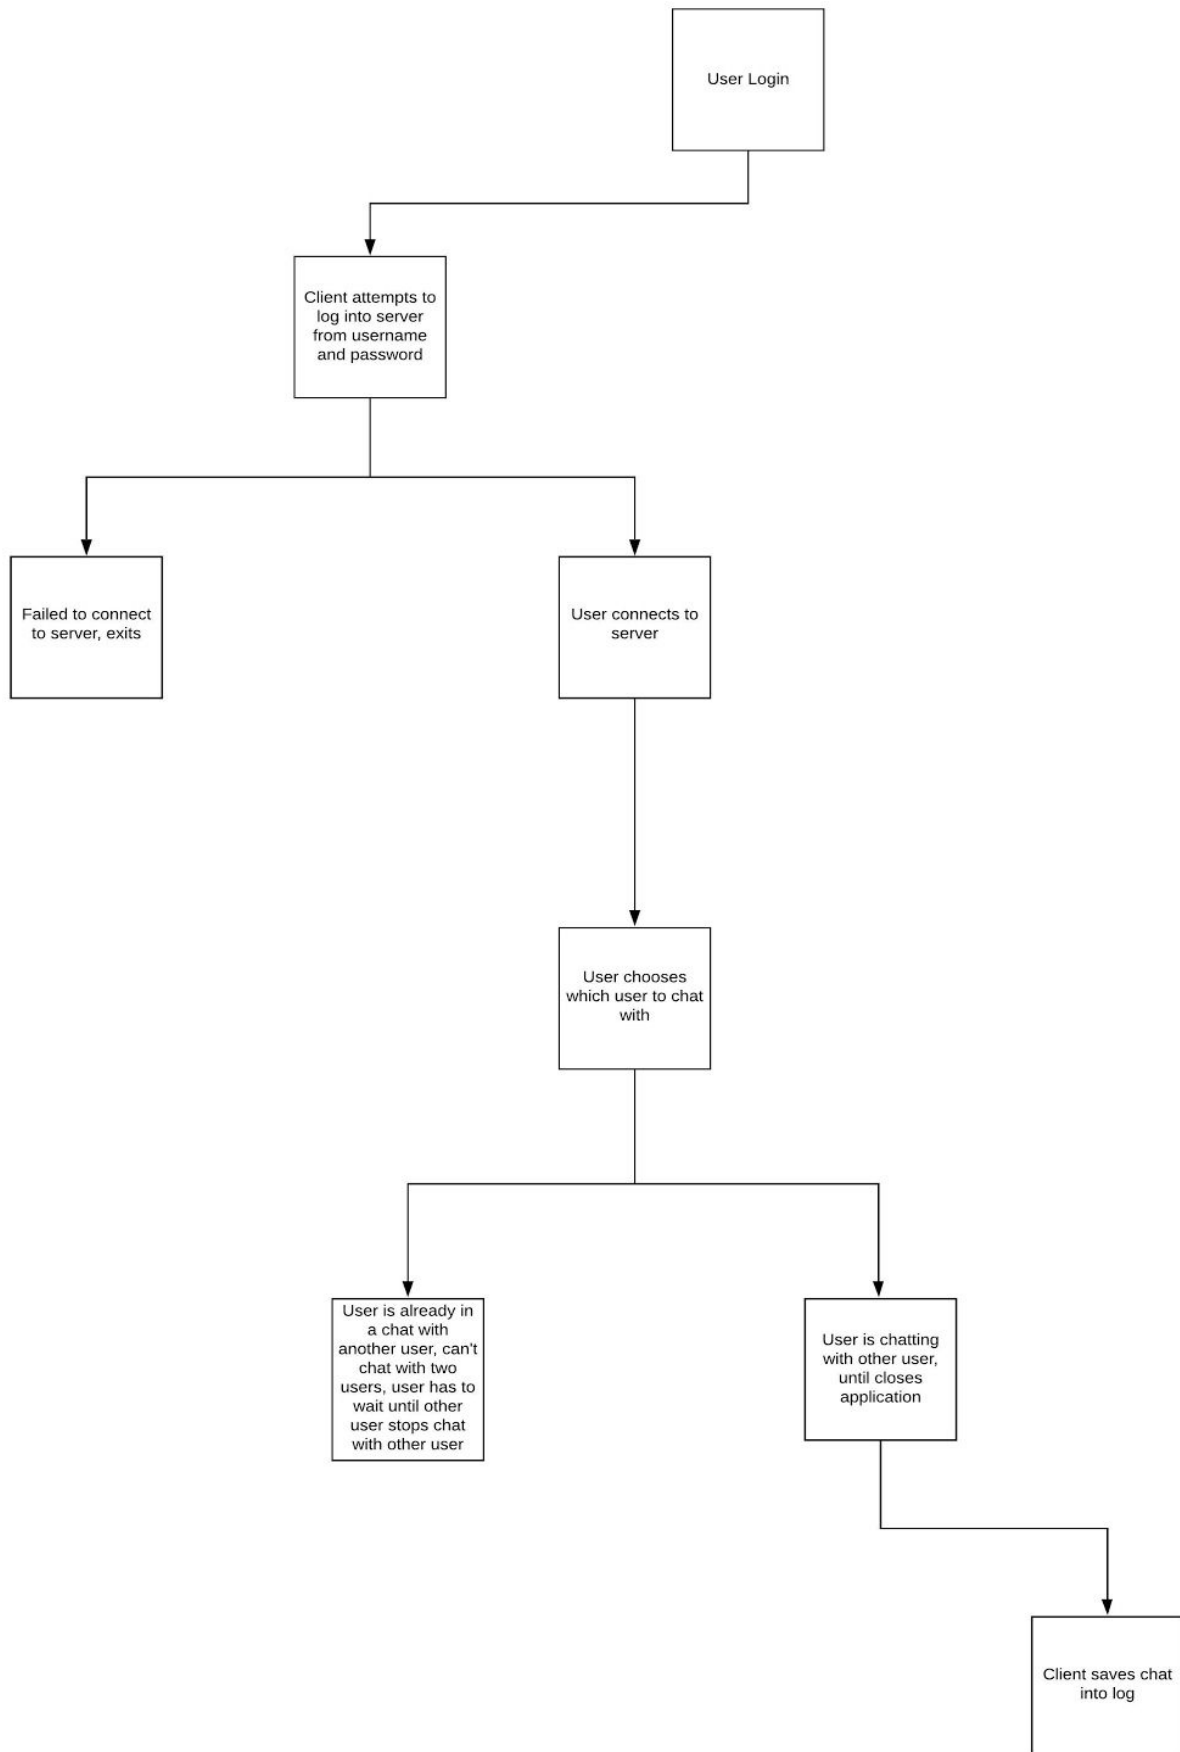 User Login
Client attempts to
log into server
from username
and password
Failed to connect
to server, exits
User connects to
server
User chooses
which user to chat
with
User is already in
a chat with
another user, can't
chat with two
users, user has to
wait until other
user stops chat
with other user
User is chatting
with other user,
until closes
application
Client saves chat
into log